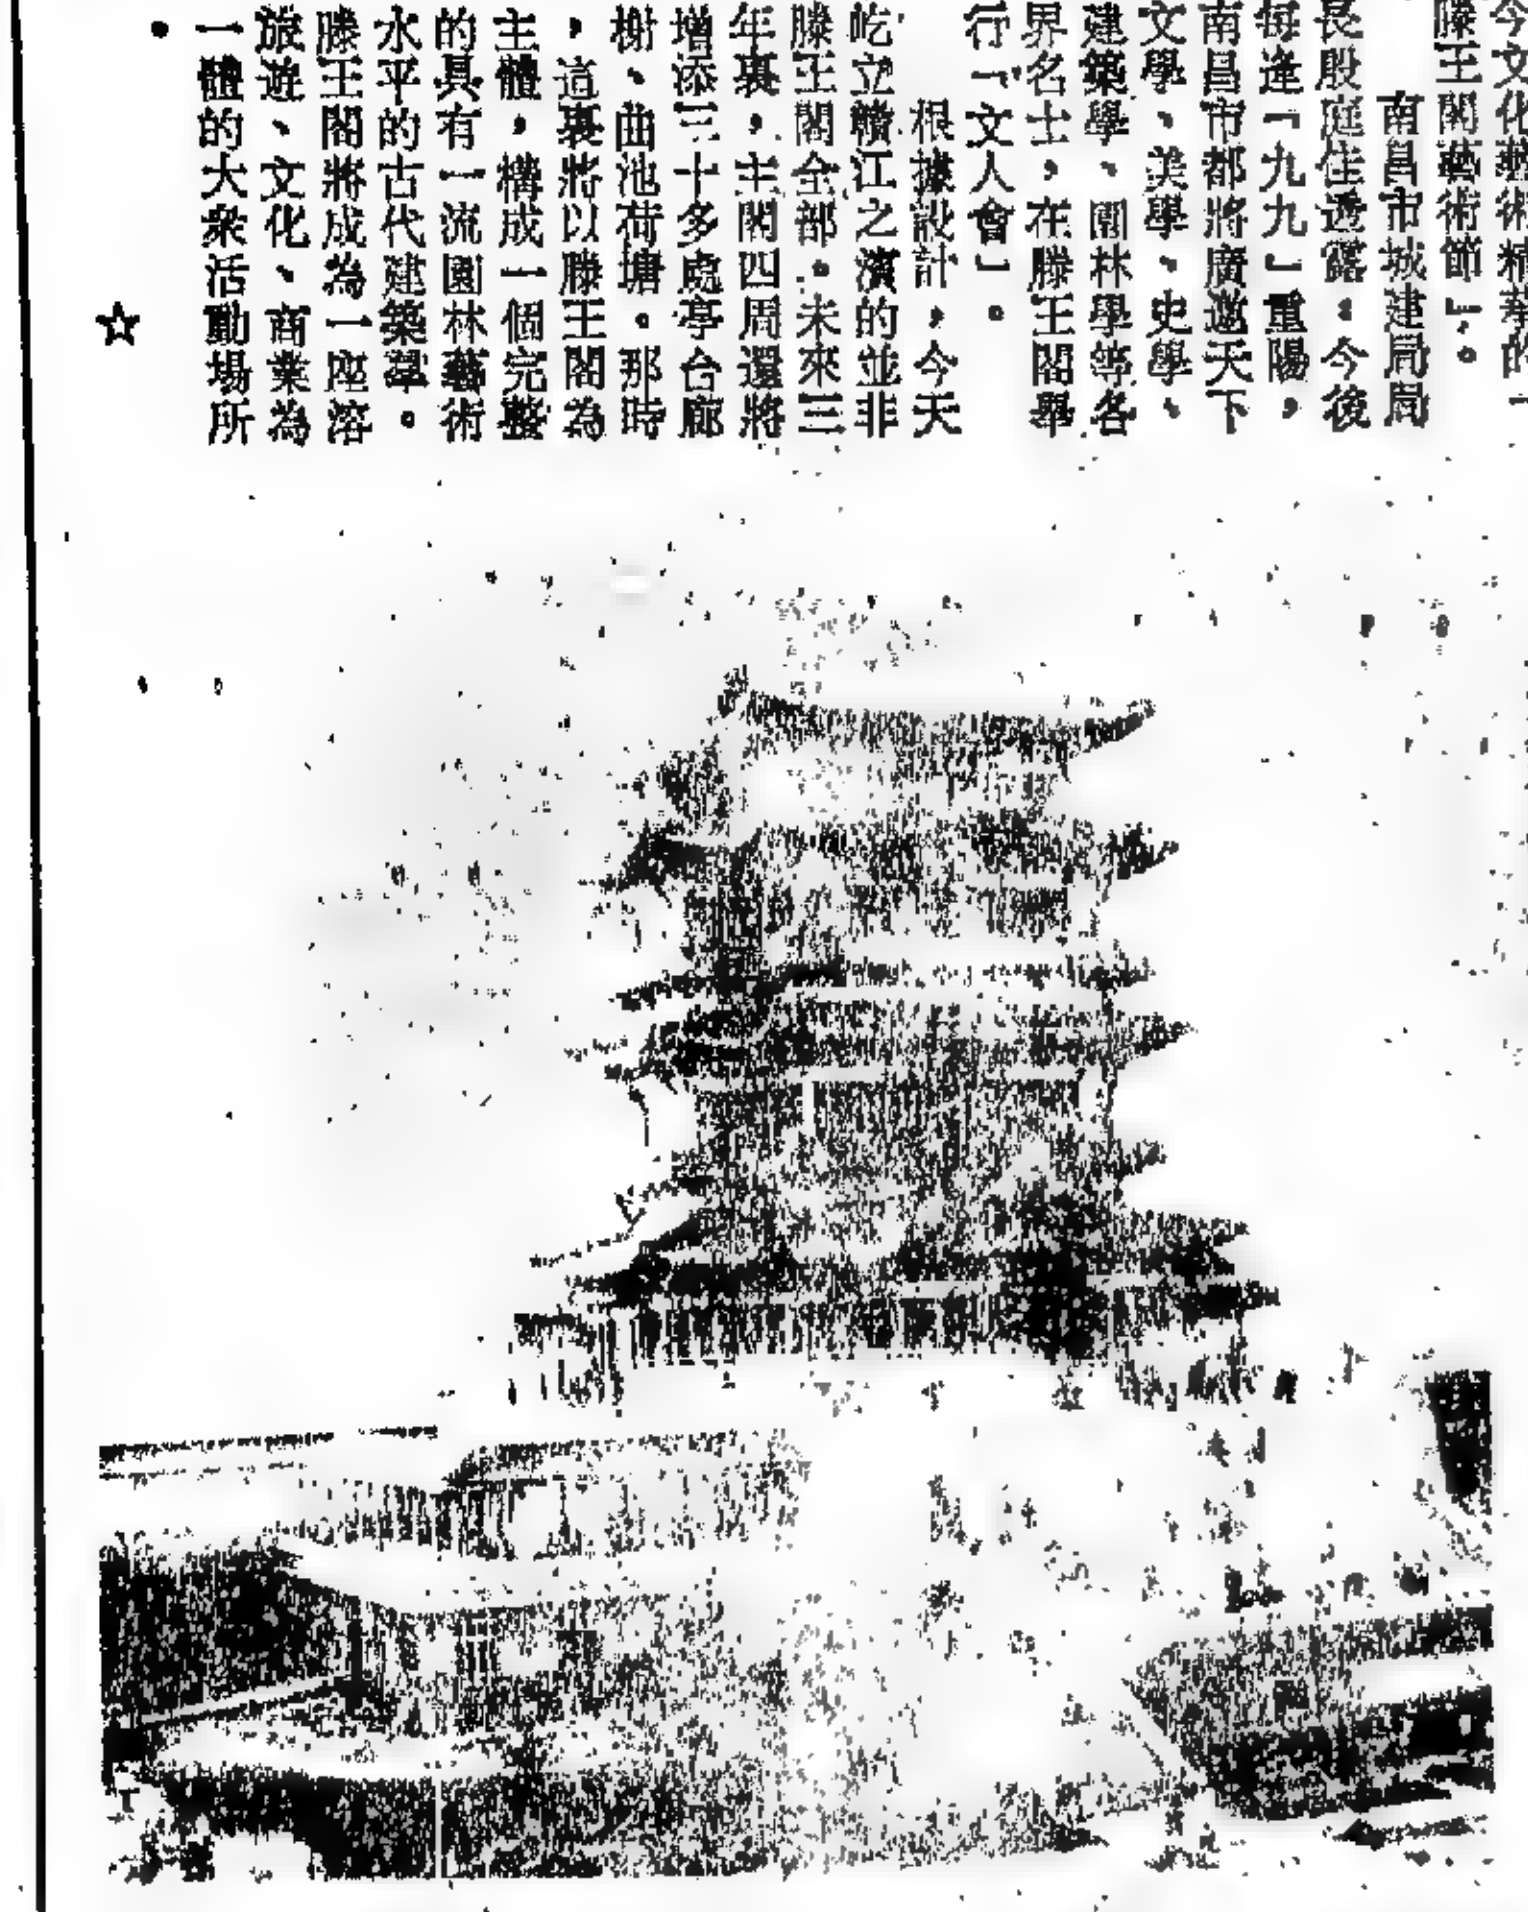 今文化藝術精萃的一
滕王閣藝術節」。
南昌市城建局局
長殷庭佳透露：今後
每逢「九九」重陽，
南昌市都將廣邀天下
文學、美學、史學、
建築學、園林學等各
界名士，在滕王閣舉
行「文人會」。
根據設計，今天
屹立贛江之濱的並非
滕王閣全部。未來三
年裏，主閣四周還將
增添三十多處亭台廊
榭、曲池荷塘。那時
，這裏將以滕王閣為
主體，構成一個完整
的具有一流園林藝術
水平的古代建築羣。
滕王閣將成為一座溶
旅遊、文化、商業為
一體的大衆活動場所
。
☆